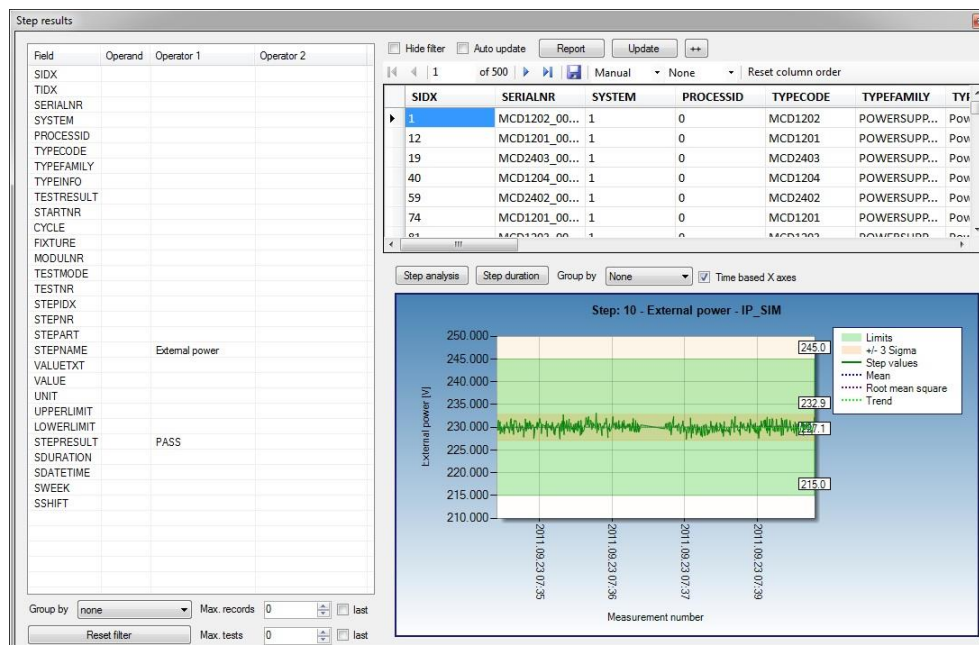 Step results
Field Operand Operator 1 Operator 2
SIDX
TIDX
SERIALNR
SYSTEM
PROCESSID
TYPECODE
TYPEFAMILY
TYPEINFO
TESTRESULT
STARTNR
CYCLE
FIXTURE
MODULNR
TESTMODE
TESTNR
STEPIDX
STEPNR
STEPART
STEPNAME External power
VALUETXT
VALUE
UNIT
UPPERLIMIT
LOWERLIMIT
STEPRESULT PASS
SDURATION
SDATETIME
SWEEK
SSHIFT
Group by none Max. records 0 last
Reset filter Max. tests 0 last
Hide filter Auto update Report Update ++
1 of 500 Manual None Reset column order
SIDX SERIALNR SYSTEM PROCESSID TYPECODE TYPEFAMILY
1 MCD1202_00... 1 0 MCD1202 POWERSUPP... Pow
12 MCD1201_00... 1 0 MCD1201 POWERSUPP... Pow
19 MCD2403_00... 1 0 MCD2403 POWERSUPP... Pow
40 MCD1204_00... 1 0 MCD1204 POWERSUPP... Pow
59 MCD2402_00... 1 0 MCD2402 POWERSUPP... Pow
74 MCD1201_00... 1 0 MCD1201 POWERSUPP... Pow
Step analysis Step duration Group by None Time based X axes
Step: 10 - External power - IP_SIM
External power [V]
250.000
245.000
240.000
235.000
230.000
225.000
220.000
215.000
210.000
245.0
232.9
215.0
Limits
+/- 3 Sigma
Step values
Mean
Root mean square
Trend
2011.09.23 07:35
2011.09.23 07:36
2011.09.23 07:37
2011.09.23 07:39
Measurement number